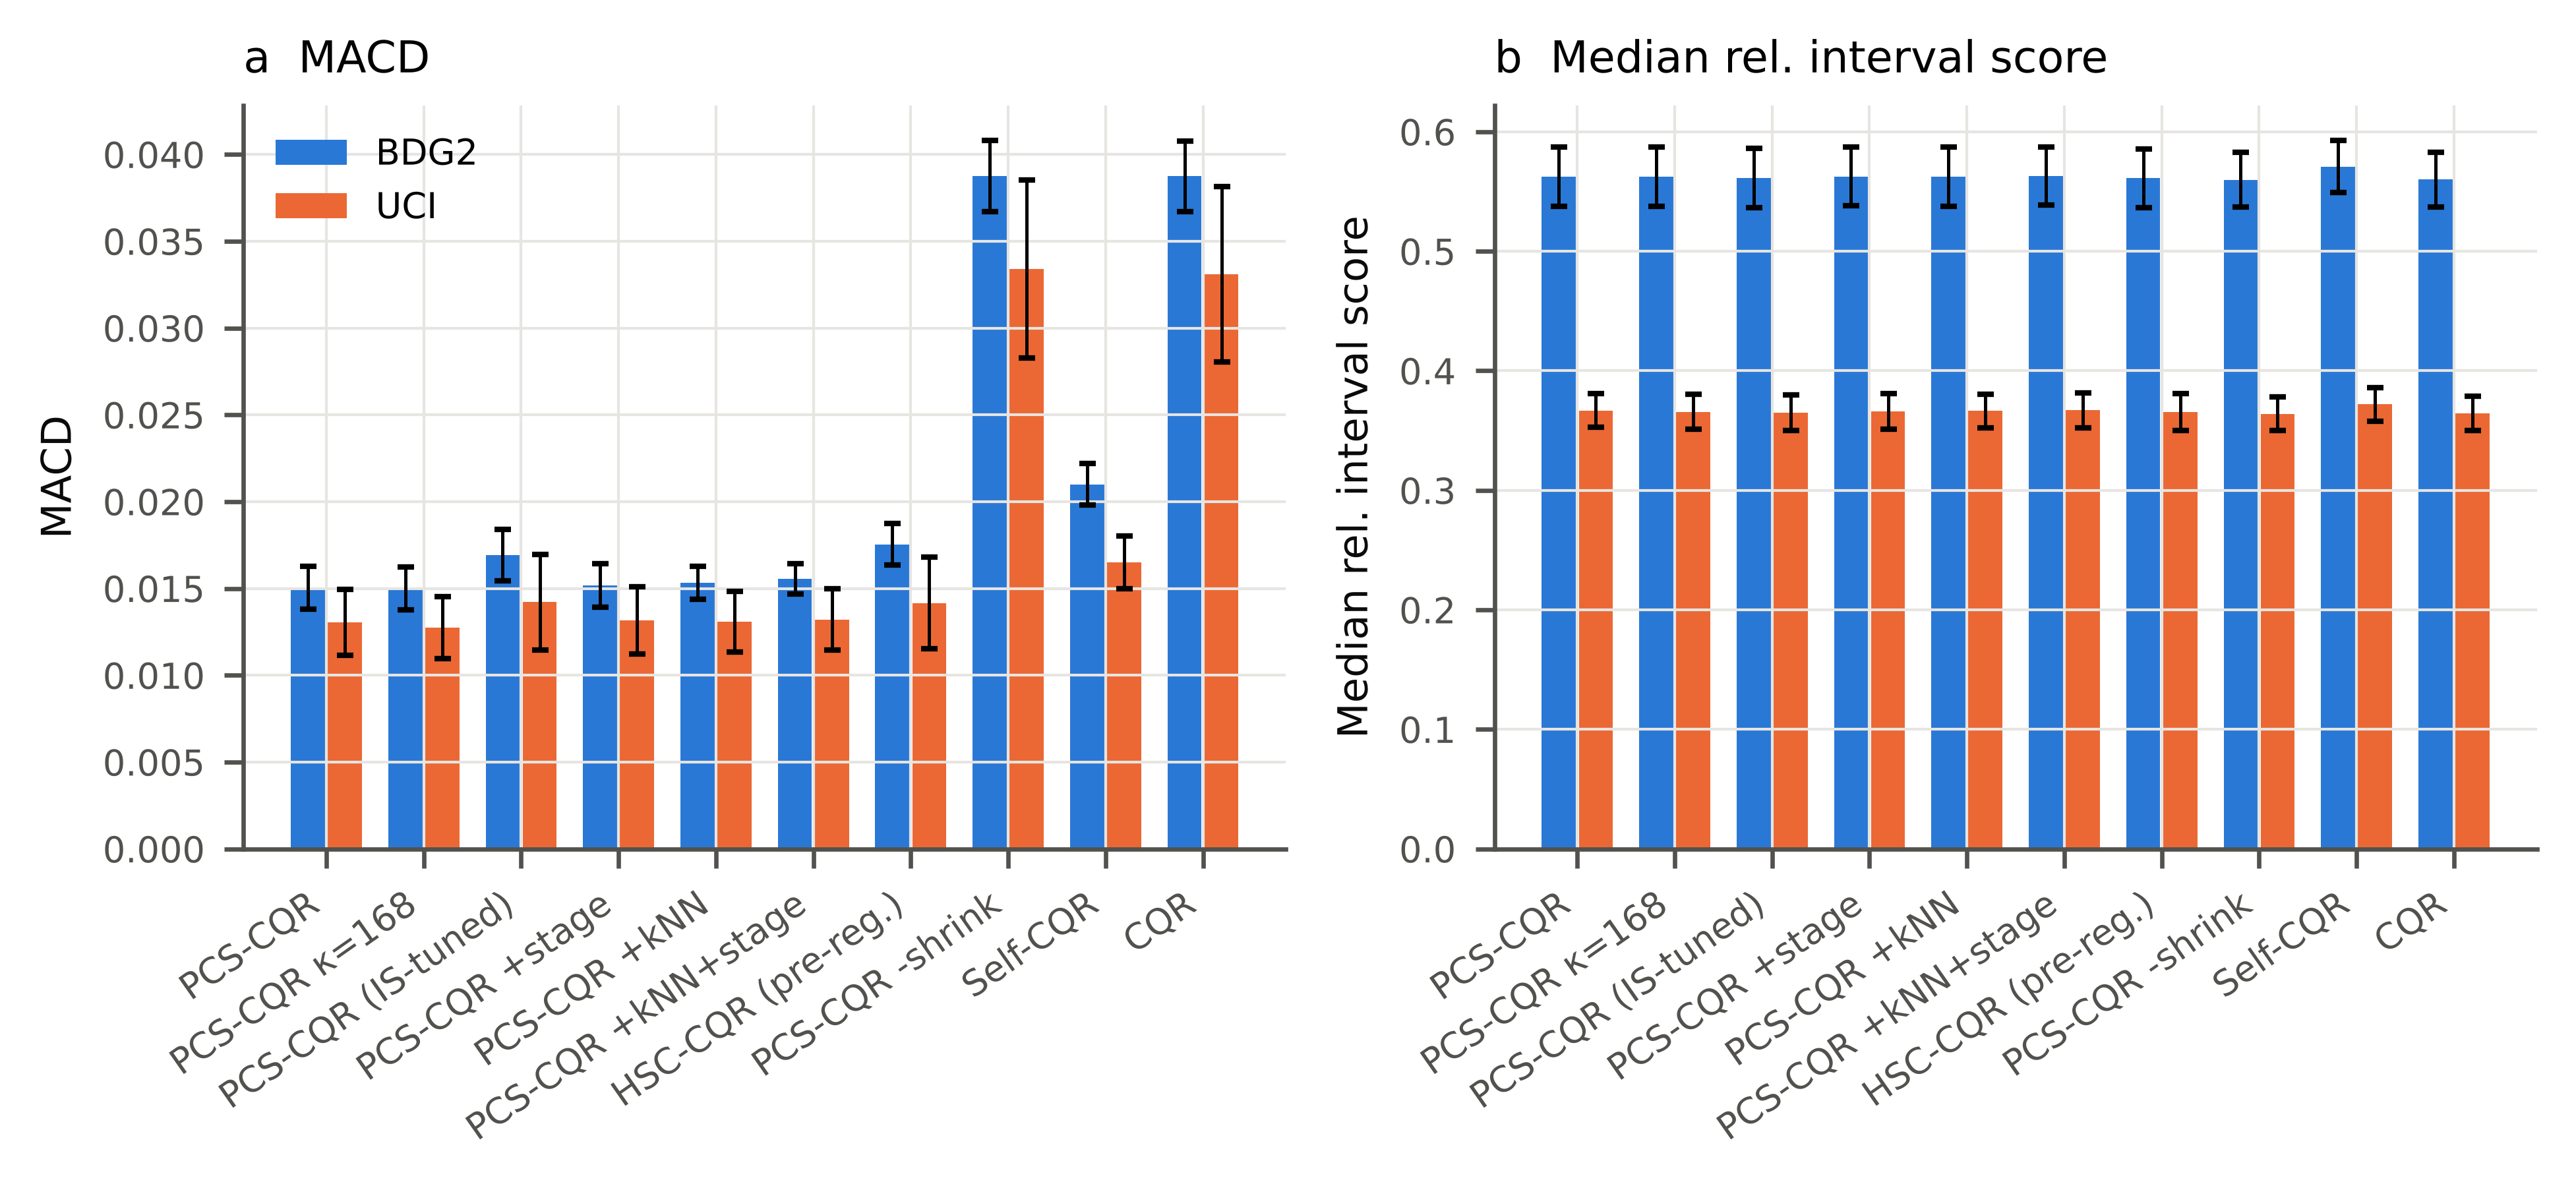 a MACD
MACD
0.040
0.035
0.030
0.025
0.020
0.015
0.010
0.005
0.000
BDG2
UCI
PCS-CQR
PCS-CQR κ=168
PCS-CQR (IS-tuned)
PCS-CQR +stage
PCS-CQR +kNN
PCS-CQR +kNN+stage
HSC-CQR (pre-reg.)
PCS-CQR -shrink
Self-CQR
CQR
b Median rel. interval score
Median rel. interval score
0.6
0.5
0.4
0.3
0.2
0.1
0.0
PCS-CQR
PCS-CQR κ=168
PCS-CQR (IS-tuned)
PCS-CQR +stage
PCS-CQR +kNN
PCS-CQR +kNN+stage
HSC-CQR (pre-reg.)
PCS-CQR -shrink
Self-CQR
CQR